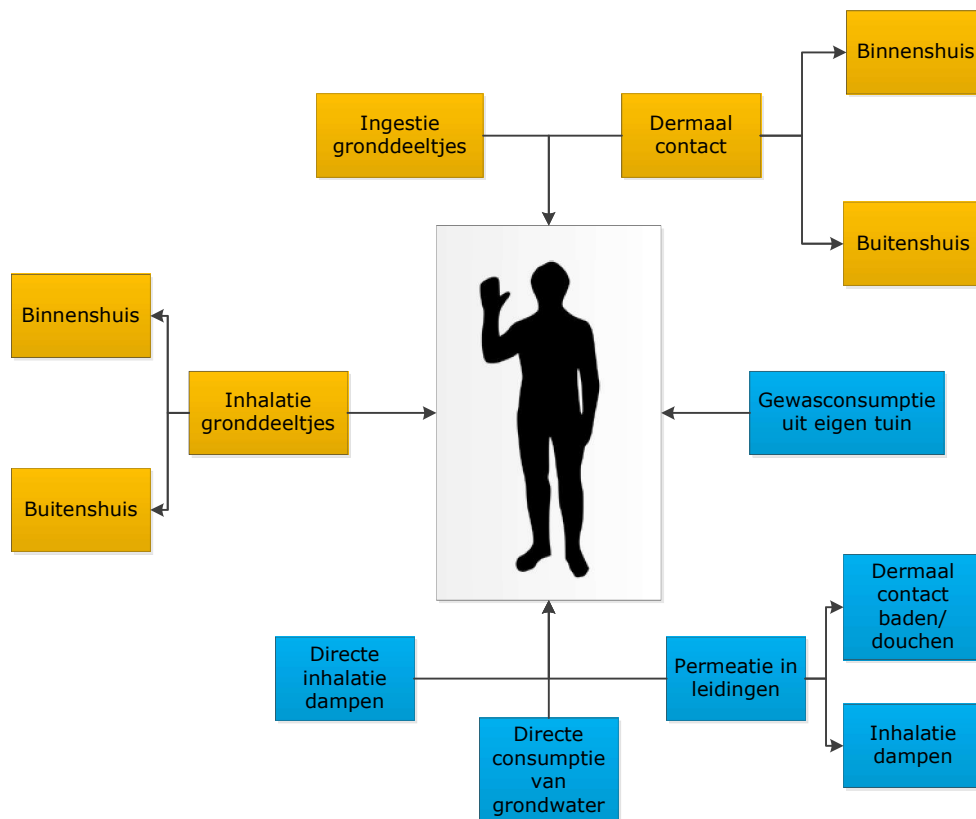 Binnenshuis
Ingestie
gronddeeltjes
Dermaal
contact
Buitenshuis
Binnenshuis
Inhalatie
gronddeeltjes
Gewasconsumptie
uit eigen tuin
Buitenshuis
Dermaal
contact
baden/
douchen
Directe
inhalatie
dampen
Permeatie in
leidingen
Directe
consumptie
van
grondwater
Inhalatie
dampen